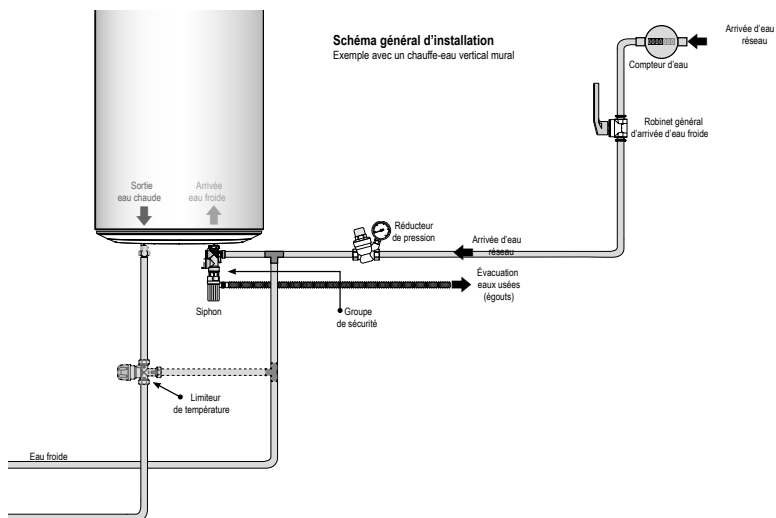 Schéma général d'installation
Exemple avec un chauffe-eau vertical mural
Arrivée d'eau
réseau
Compteur d'eau
Robinet général
d'arrivée d'eau froide
Sortie
eau chaude
Arrivée
eau froide
Réducteur
de pression
Arrivée d'eau
réseau
Évacuation
eaux usées
(égouts)
Siphon
Groupe
de sécurité
Limiteur
de température
Eau froide